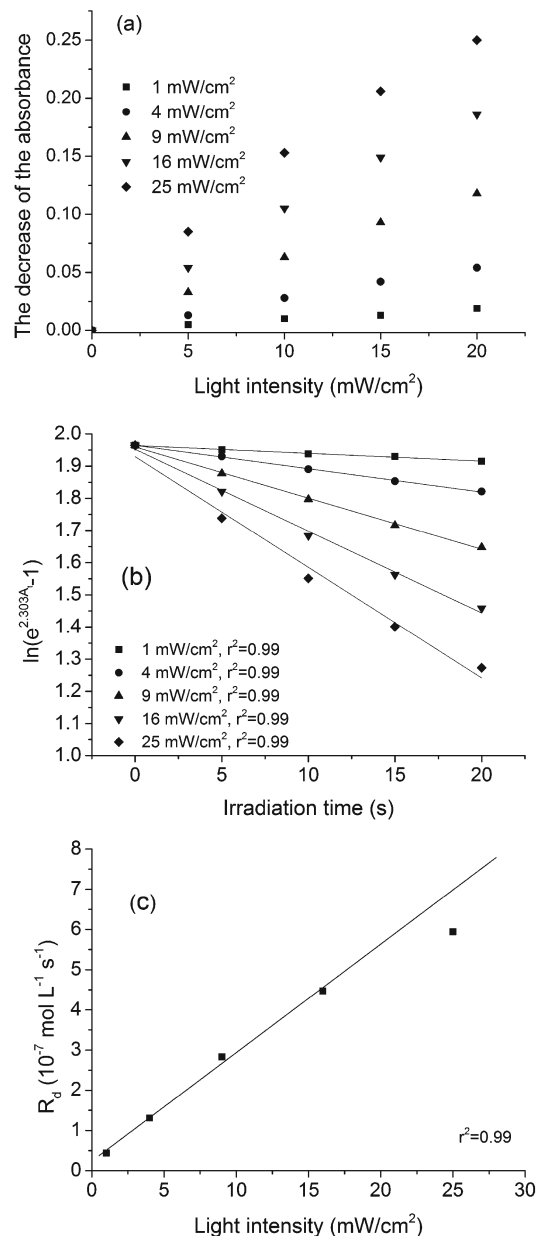 (a)
The decrease of the absorbance
0.25
0.20
0.15
0.10
0.05
0.00
1 mW/cm²
4 mW/cm²
9 mW/cm²
16 mW/cm²
25 mW/cm²
0 5 10 15 20
Light intensity (mW/cm²)
2.0
1.9
1.8
1.7
1.6
1.5
1.4
1.3
1.2
1.1
1.0
ln(e^2.303Aᵢ-1)
(b)
1 mW/cm², r²=0.99
4 mW/cm², r²=0.99
9 mW/cm², r²=0.99
16 mW/cm², r²=0.99
25 mW/cm², r²=0.99
0 5 10 15 20
Irradiation time (s)
8
7
6
5
4
3
2
1
0
(c)
R_d (10⁻⁷ mol L⁻¹ s⁻¹)
r²=0.99
0 5 10 15 20 25 30
Light intensity (mW/cm²)